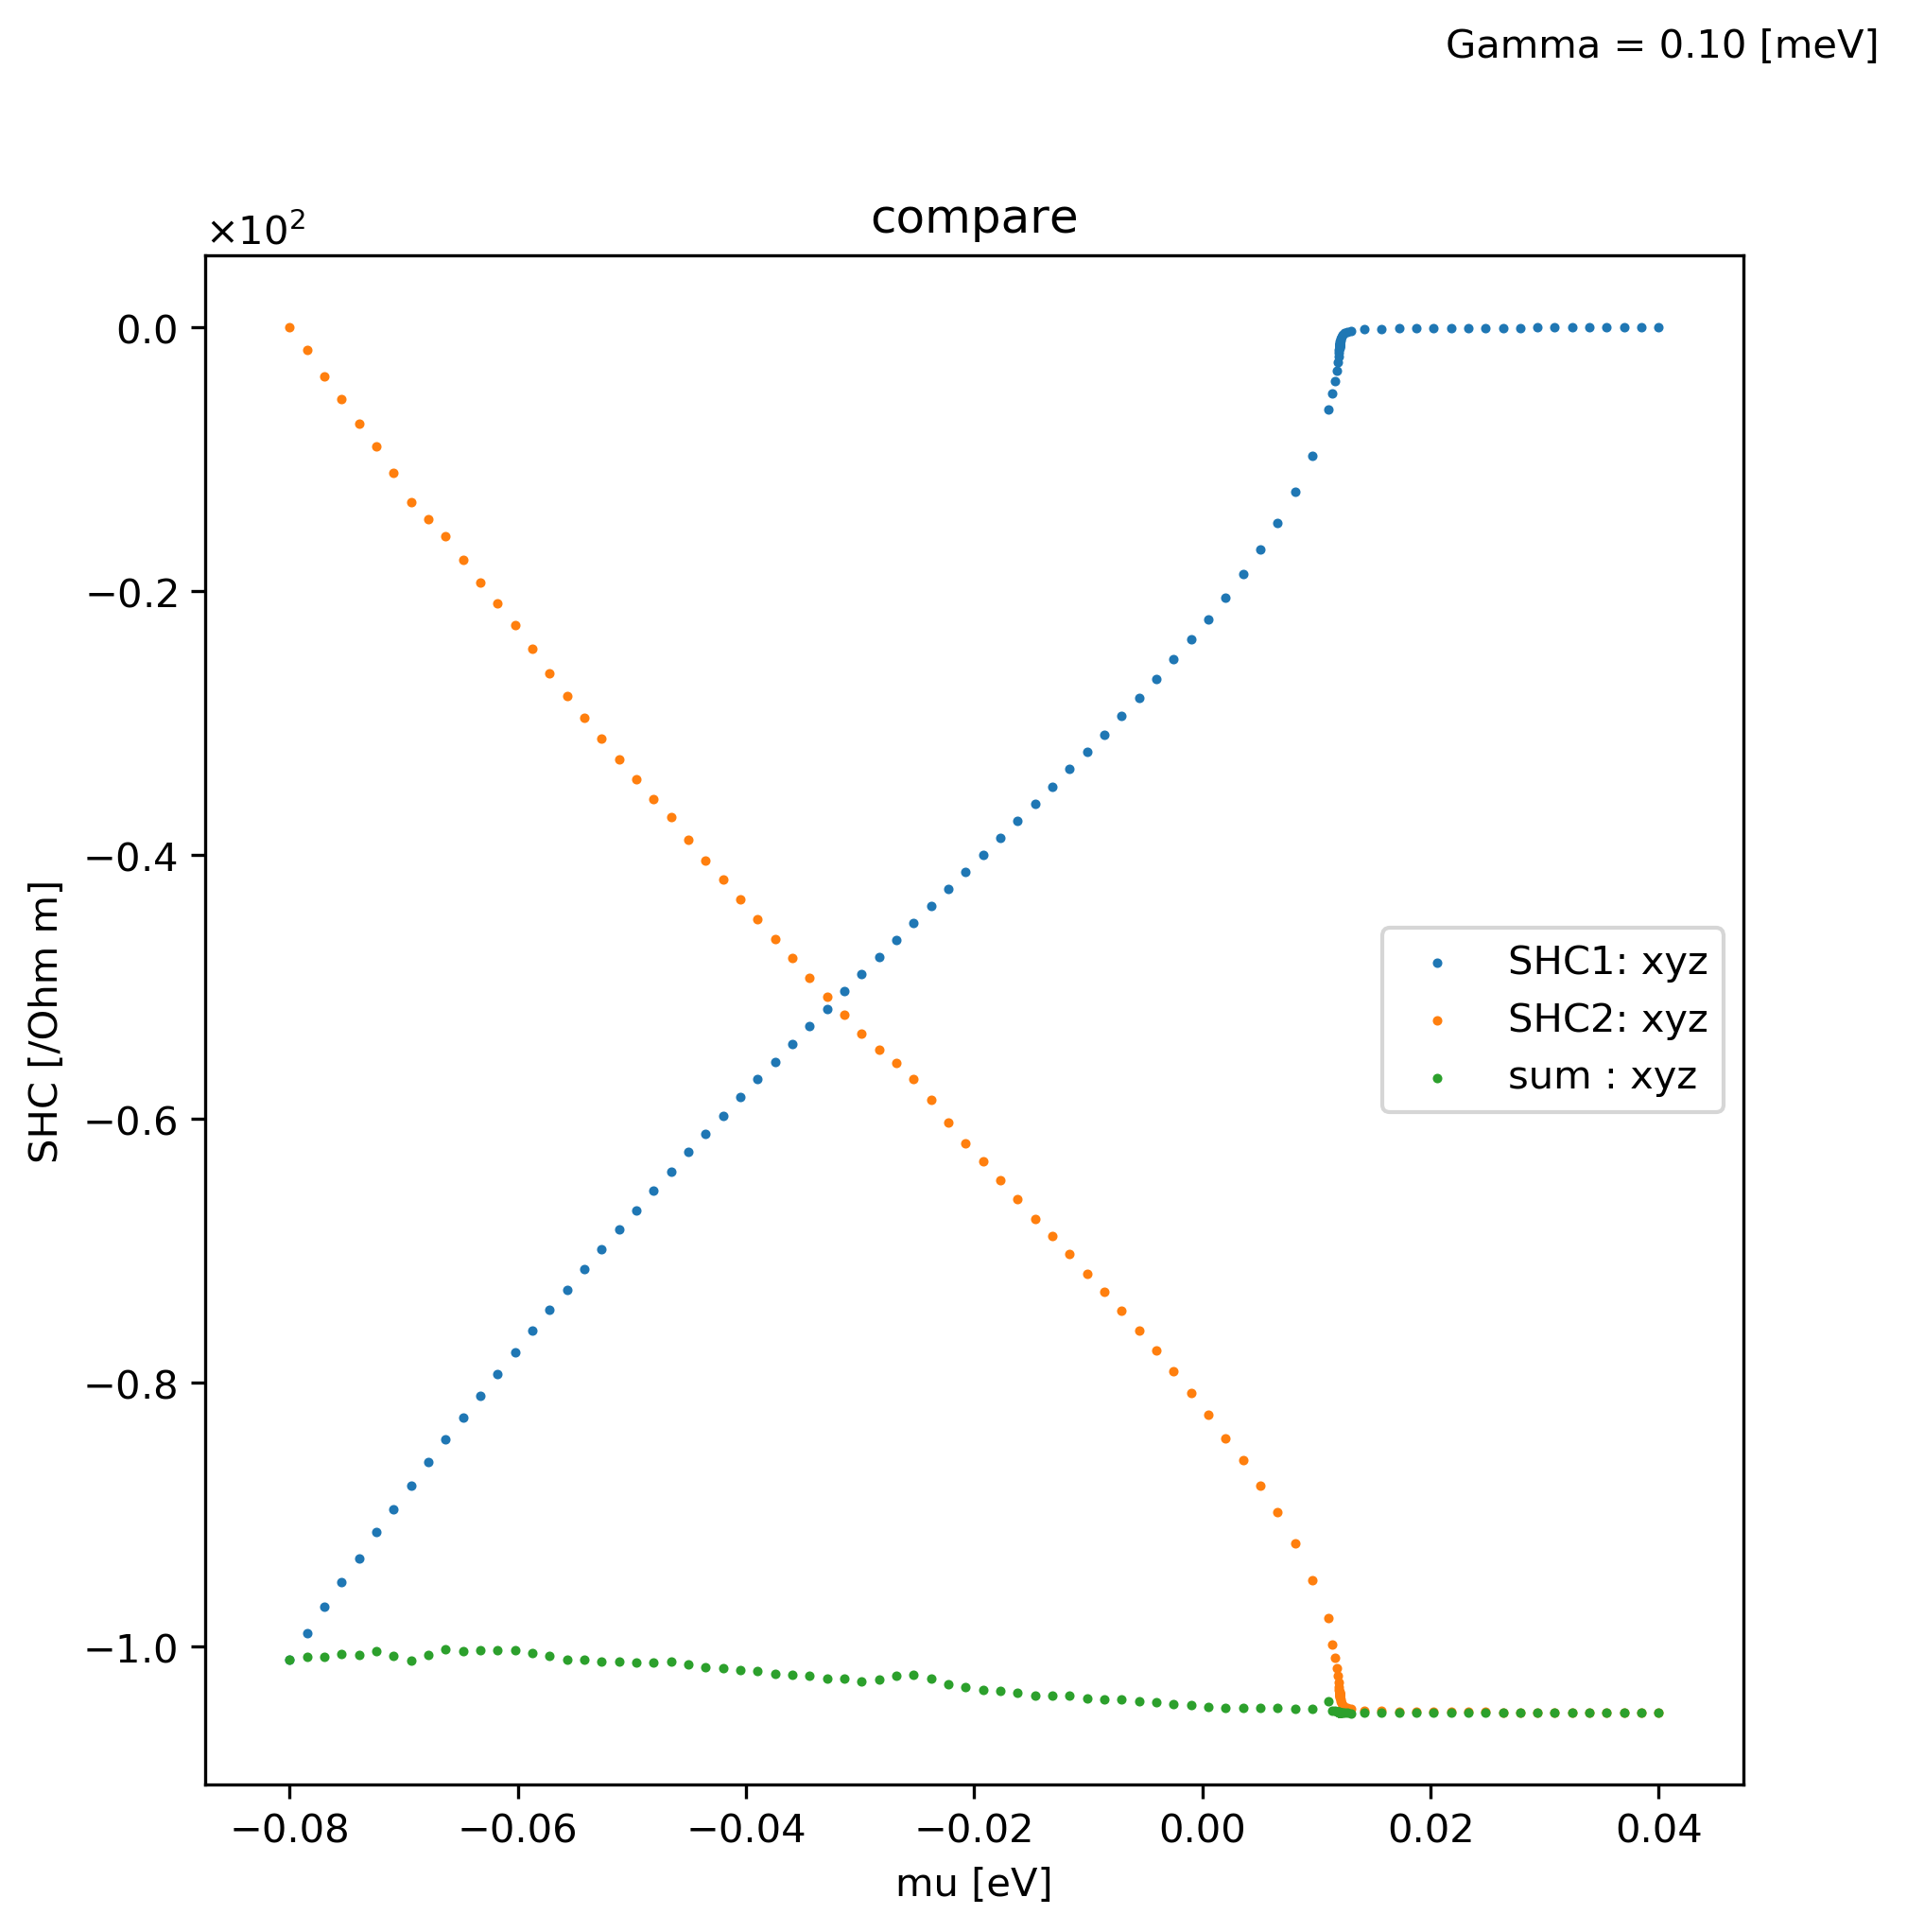 Gamma = 0.10 [meV]
compare
×10²
0.0
−0.2
−0.4
−0.6
−0.8
−1.0
SHC [/Ohm m]
SHC1: xyz
SHC2: xyz
sum : xyz
−0.08 −0.06 −0.04 −0.02 0.00 0.02 0.04
mu [eV]